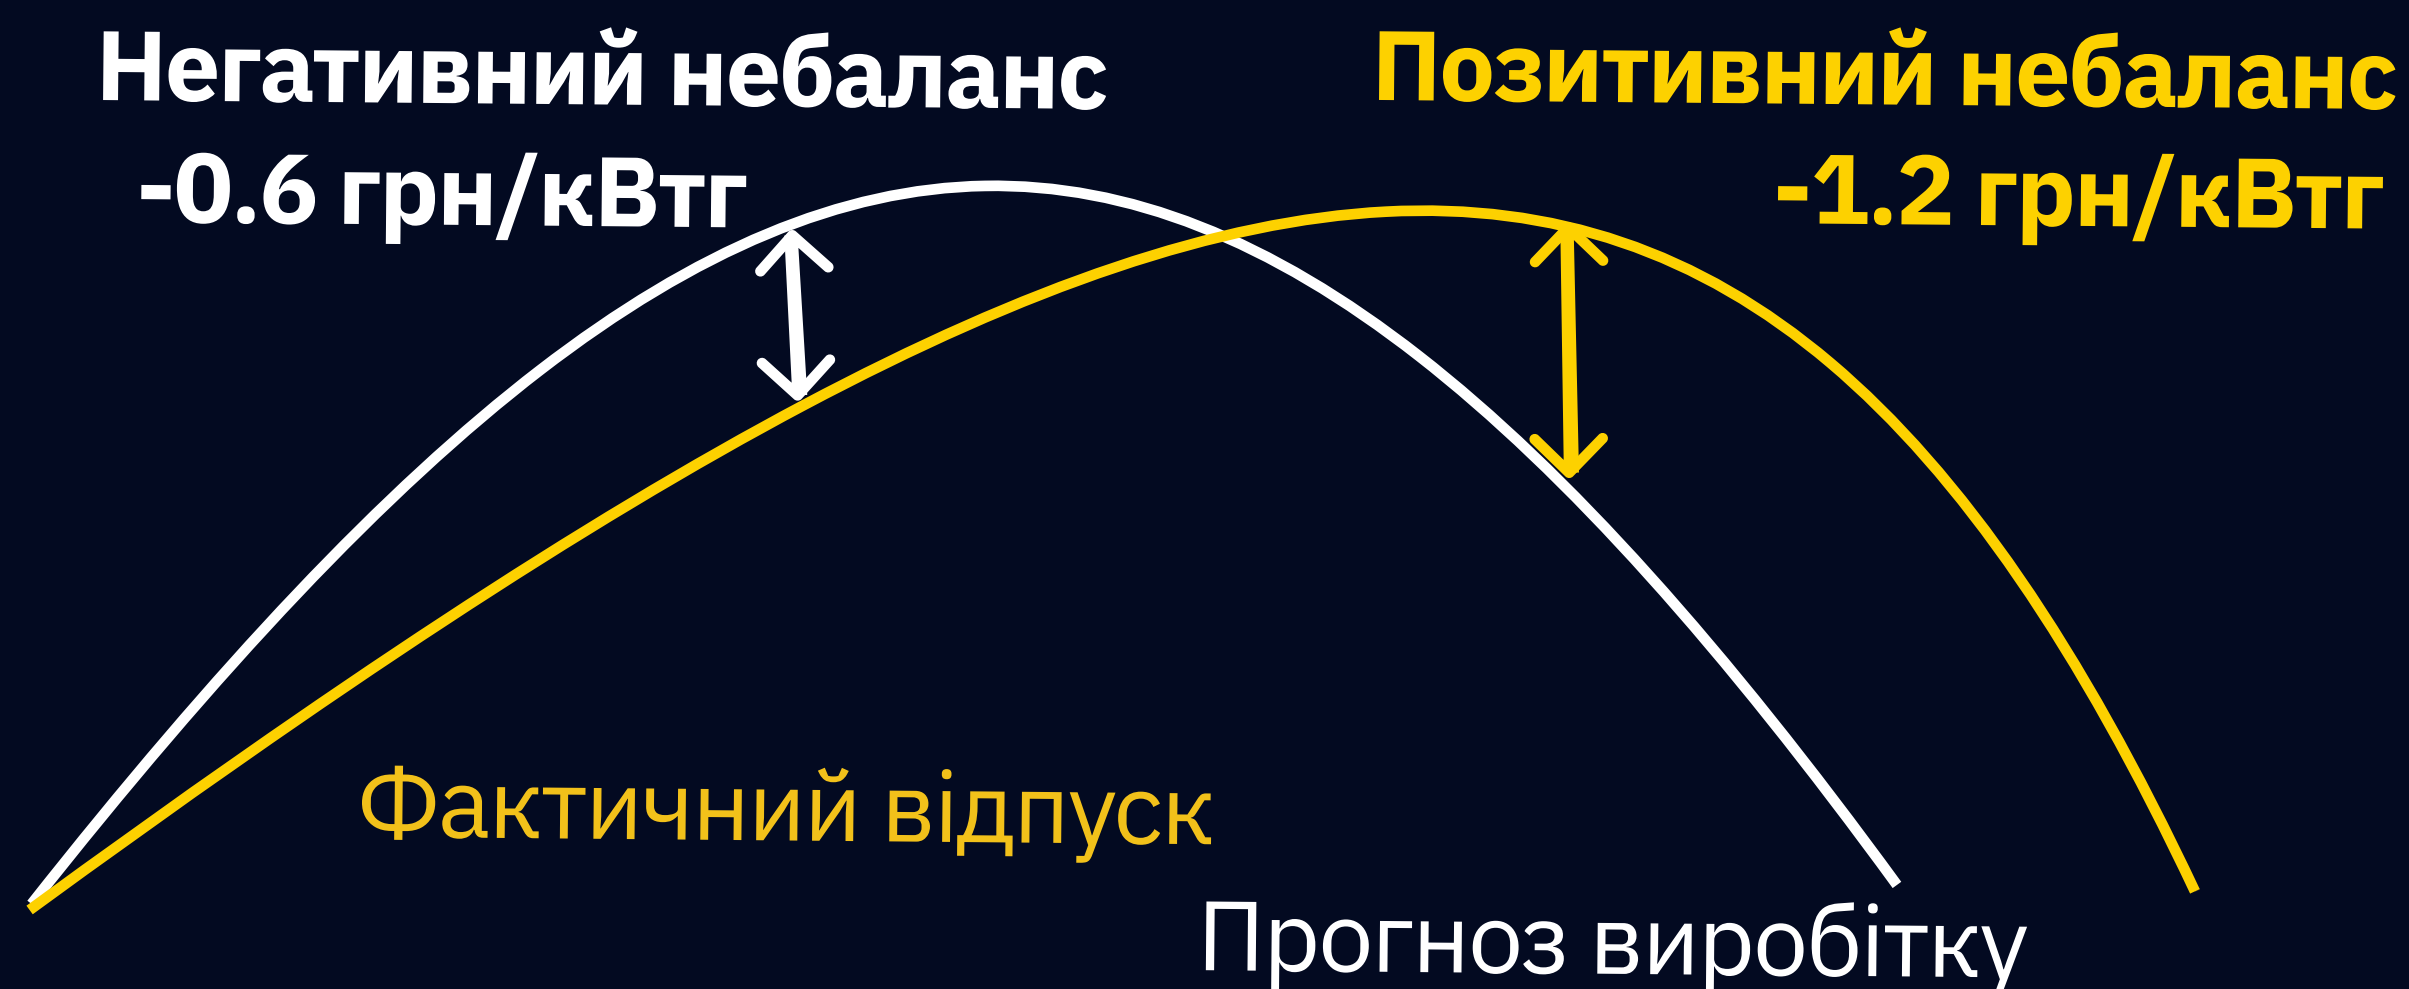 Негативний небаланс
-0.6 грн/кВтг
Позитивний небаланс
-1.2 грн/кВтг
Фактичний відпуск
Прогноз виробітку